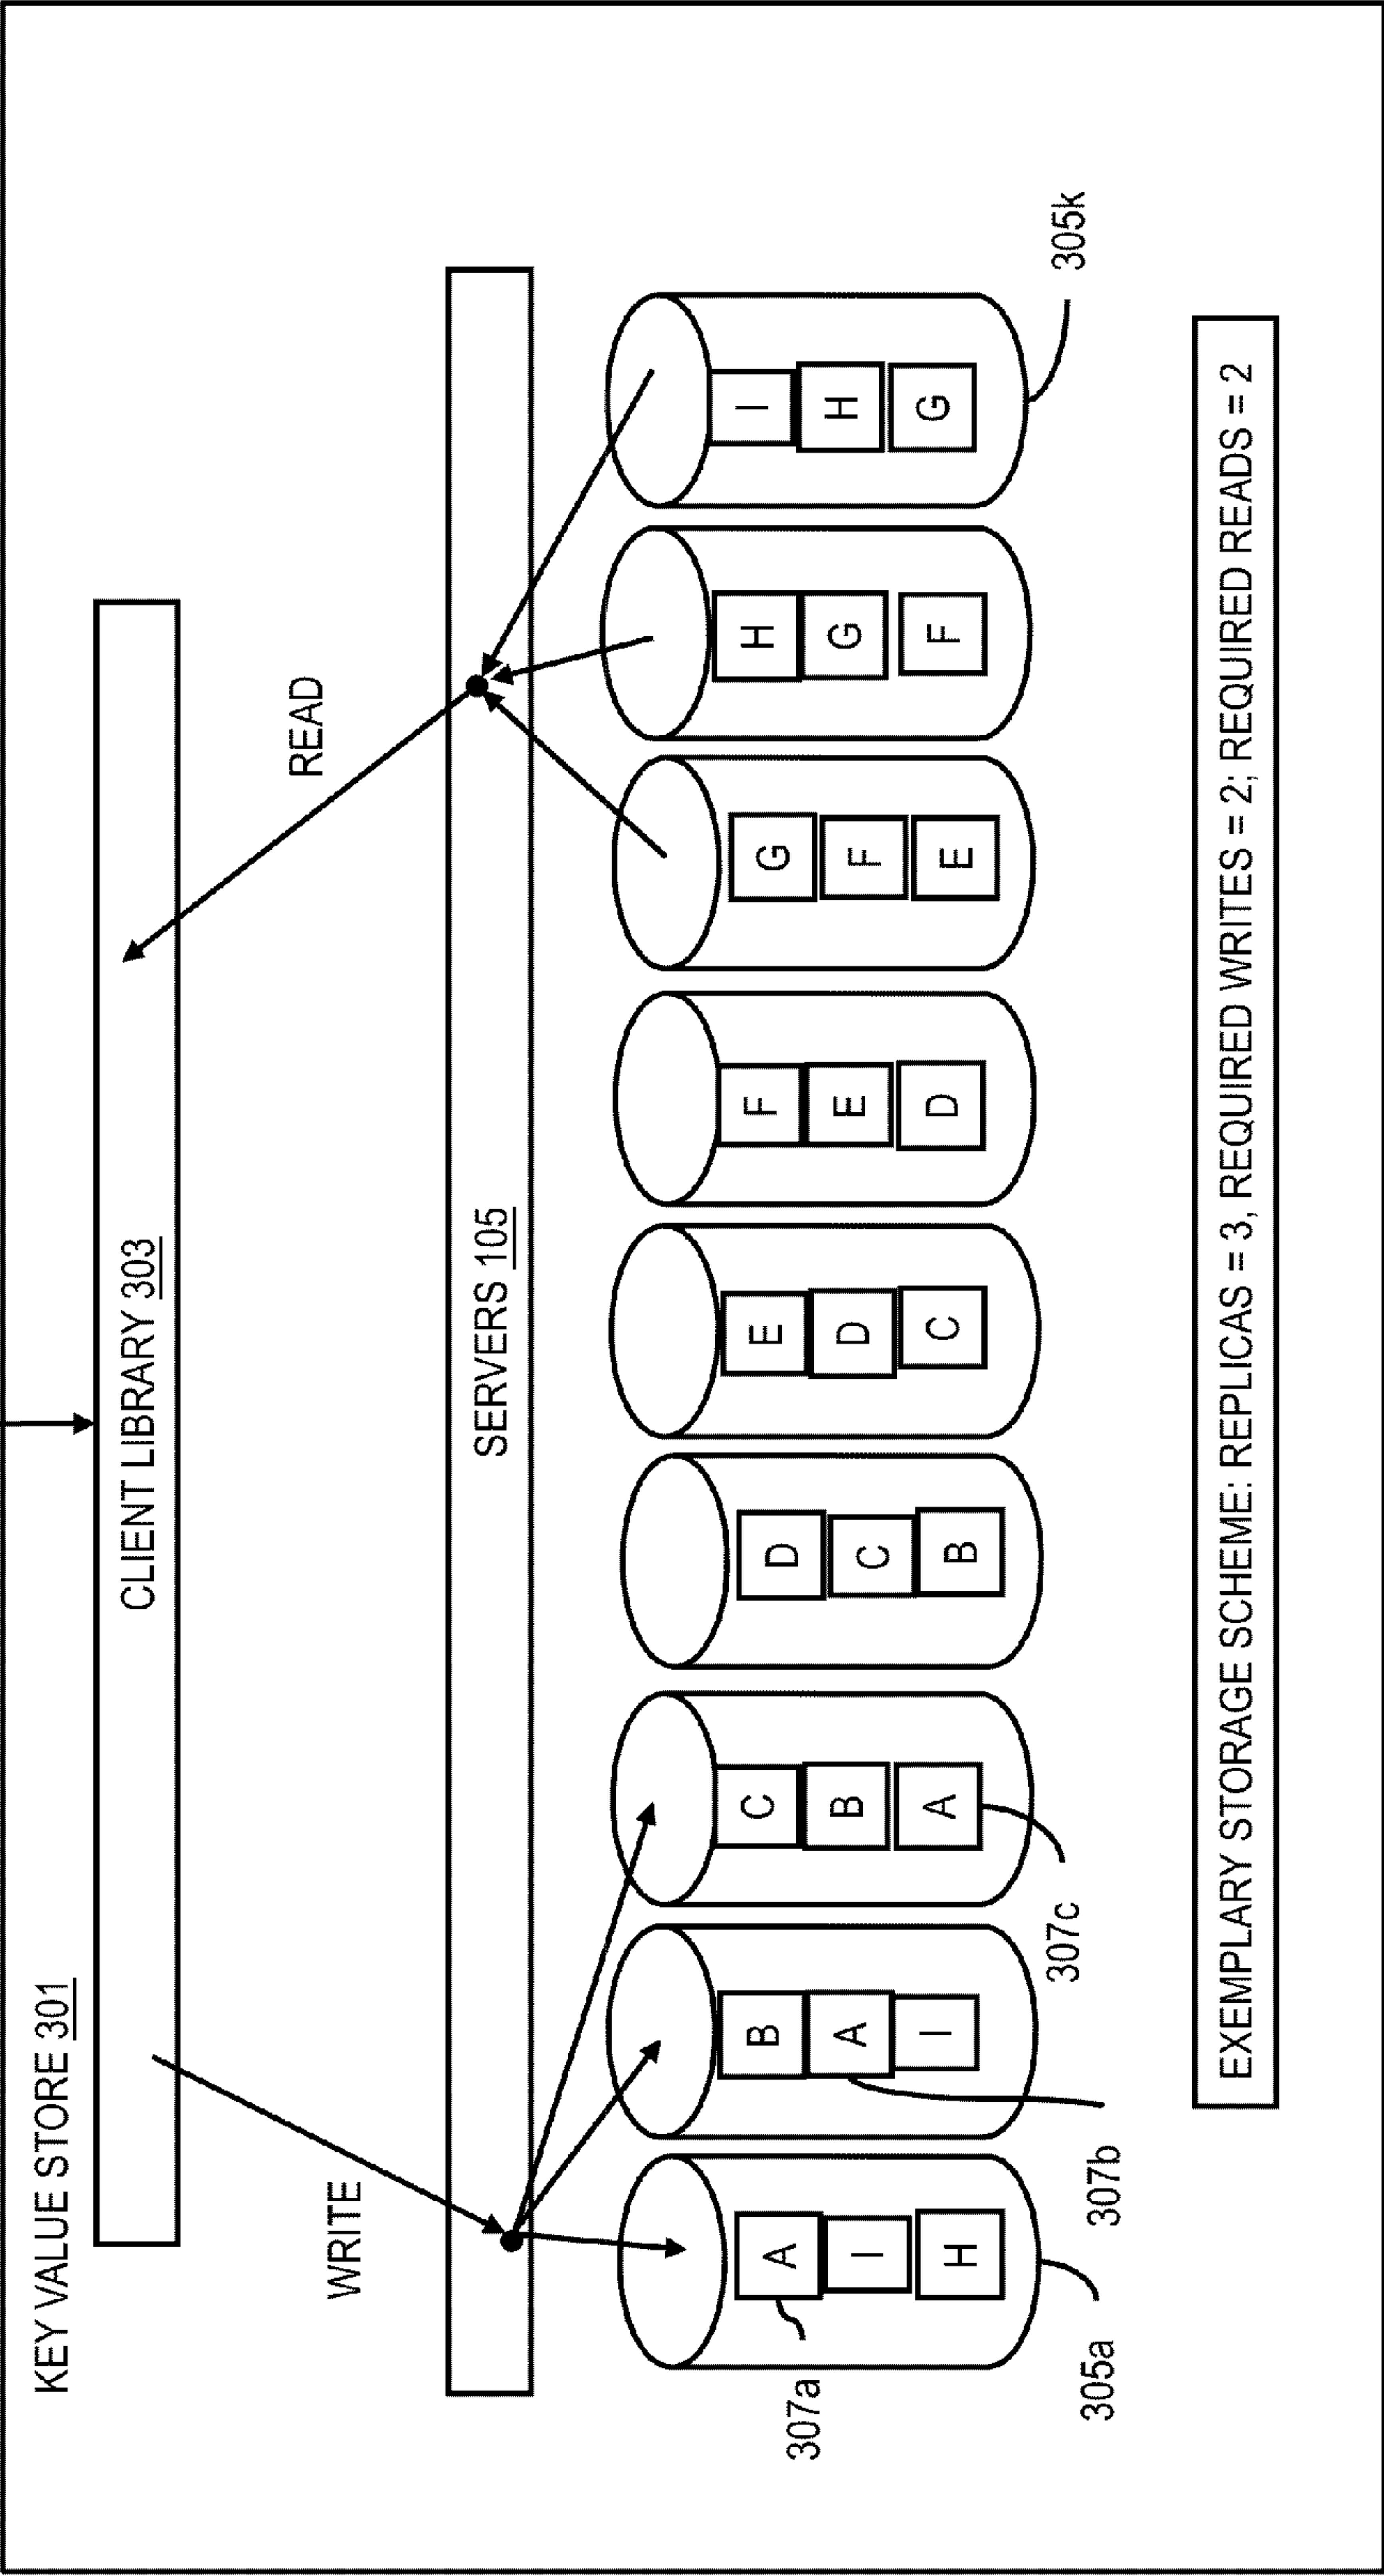 KEY VALUE STORE 301
CLIENT LIBRARY 303
WRITE
READ
SERVERS 105
A
I
H
B
A
I
C
B
A
D
C
B
E
D
C
F
E
D
G
F
E
H
G
F
I
H
G
307a
305a
307b
307c
305k
EXEMPLARY STORAGE SCHEME: REPLICAS = 3, REQUIRED WRITES = 2; REQUIRED READS = 2